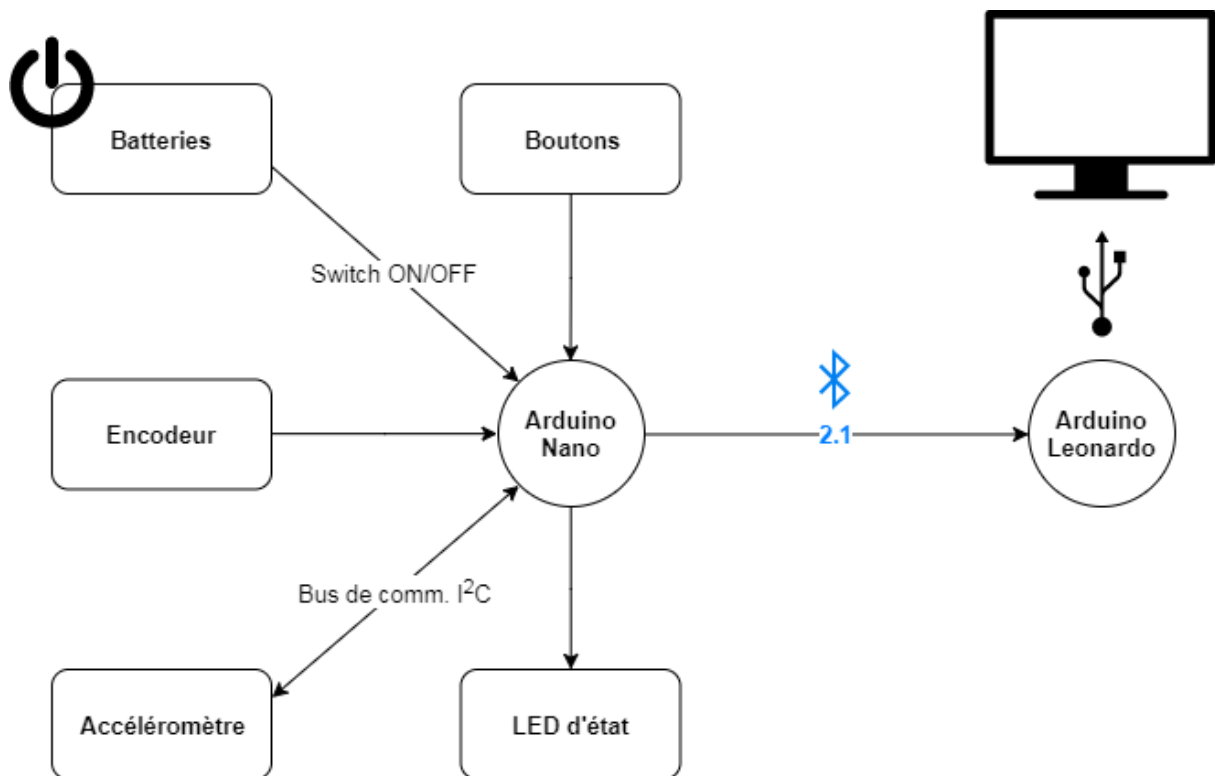 Batteries
Boutons
Switch ON/OFF
Encodeur
Arduino
Nano
2.1
Arduino
Leonardo
Bus de comm. I²C
Accéléromètre
LED d'état